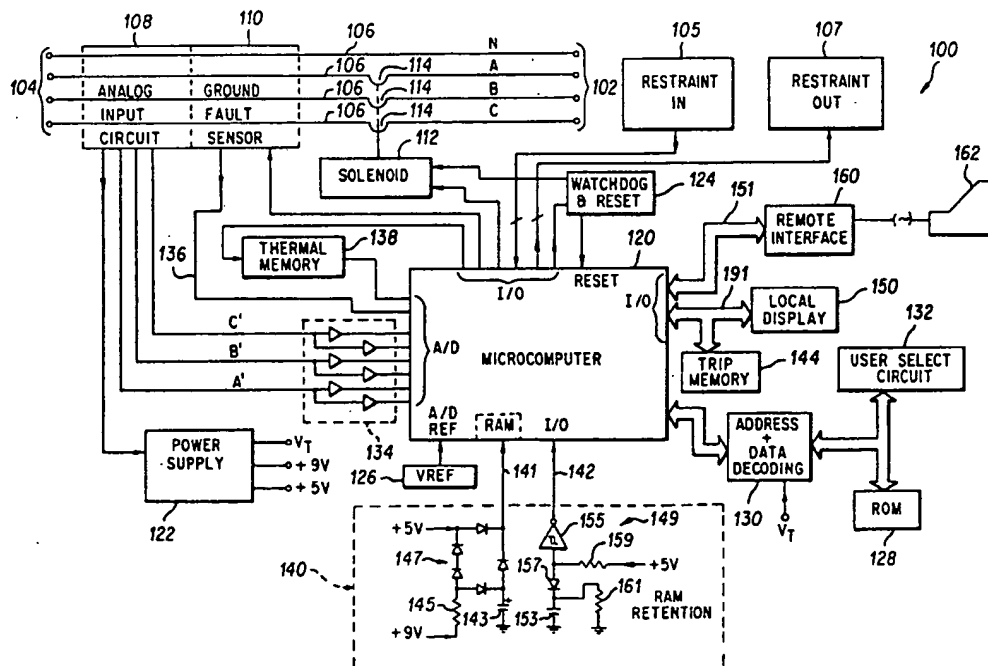 108 110 106 N 105 107 100
A
106 114
104 ANALOG GROUND 106 114 B 102 RESTRAINT IN RESTRAINT OUT
INPUT FAULT 106 114 C
CIRCUIT SENSOR 112
SOLENOID WATCHDOG & RESET 124 151 160 162
REMOTE INTERFACE
136 THERMAL MEMORY 138 120
I/O RESET 191 150
I/O LOCAL DISPLAY
C' A/D 132
B' MICROCOMPUTER TRIP MEMORY 144 USER SELECT CIRCUIT
A' A/D REF RAM I/O
134 ADDRESS + DATA DECODING
POWER SUPPLY VT +9V +5V 126 VREF 141 142 130 VT ROM
122 128
155 149
+5V 159
147 157 +5V
140 161
145 RAM RETENTION
143 153
+9V